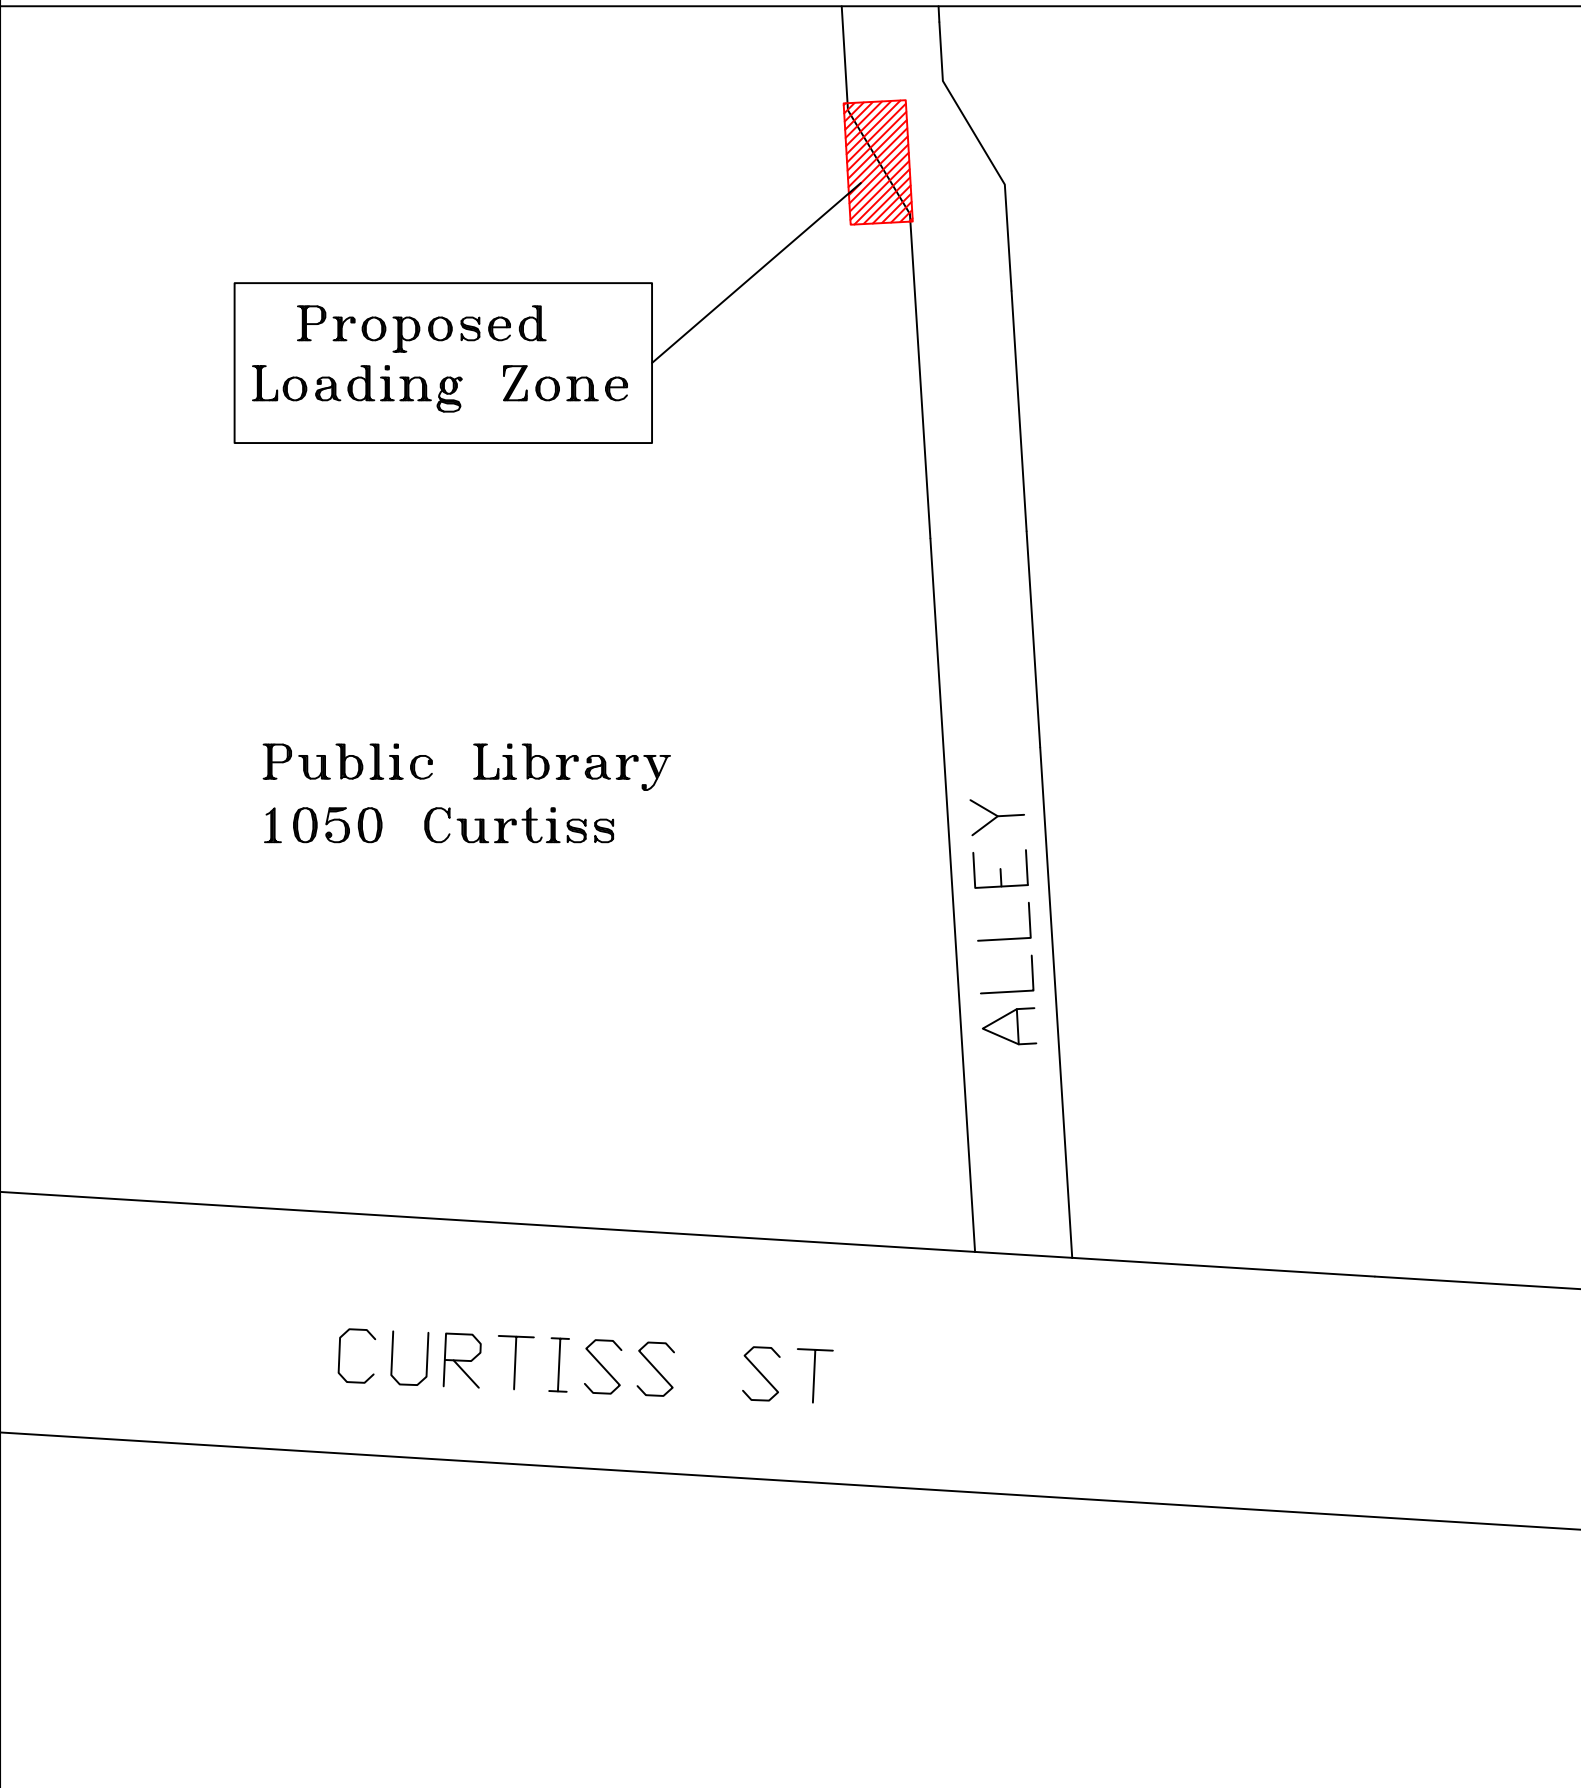 Proposed
Loading Zone
Public Library
1050 Curtiss
ALLEY
CURTISS ST